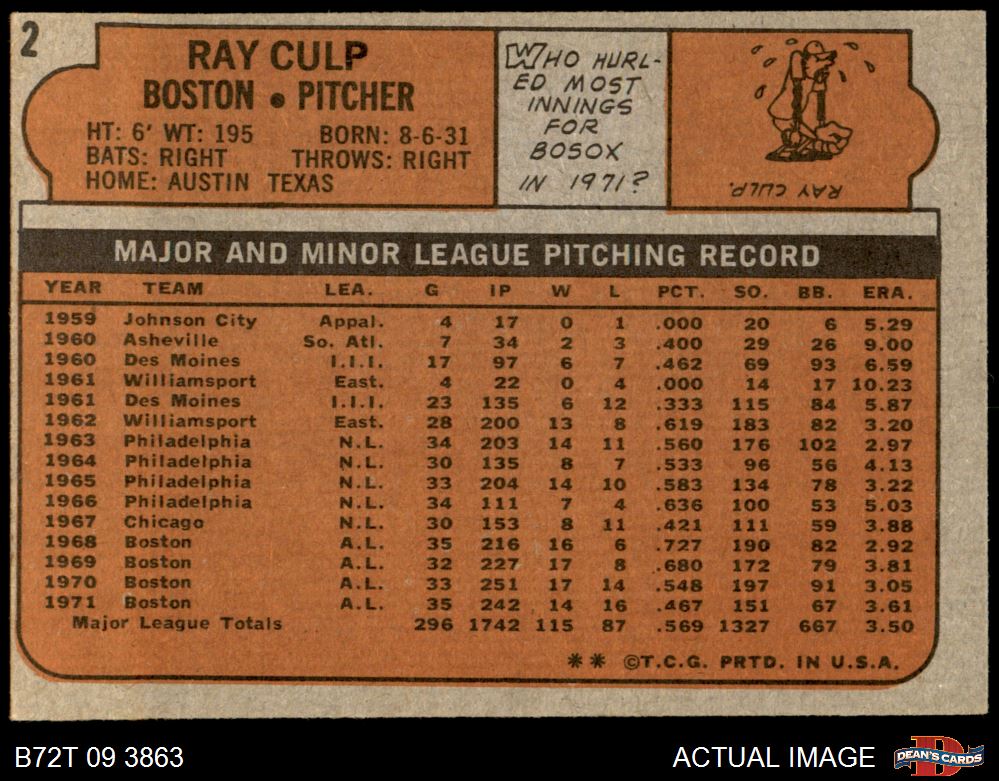 2
RAY CULP
BOSTON • PITCHER
HT: 6' WT: 195 BORN: 8-6-31
BATS: RIGHT THROWS: RIGHT
HOME: AUSTIN TEXAS
WHO HURL-
ED MOST
INNINGS
FOR
BOSOX
IN 1971?
RAY CULP.
MAJOR AND MINOR LEAGUE PITCHING RECORD
YEAR TEAM LEA. G IP W L PCT. SO. BB. ERA.
1959 Johnson City Appal. 4 17 0 1 .000 20 6 5.29
1960 Asheville So. Atl. 7 34 2 3 .400 29 26 9.00
1960 Des Moines I.I.I. 17 97 6 7 .462 69 93 6.59
1961 Williamsport East. 4 22 0 4 .000 14 17 10.23
1961 Des Moines I.I.I. 23 135 6 12 .333 115 84 5.87
1962 Williamsport East. 28 200 13 8 .619 183 82 3.20
1963 Philadelphia N.L. 34 203 14 11 .560 176 102 2.97
1964 Philadelphia N.L. 30 135 8 7 .533 96 56 4.13
1965 Philadelphia N.L. 33 204 14 10 .583 134 78 3.22
1966 Philadelphia N.L. 34 111 7 4 .636 100 53 5.03
1967 Chicago N.L. 30 153 8 11 .421 111 59 3.88
1968 Boston A.L. 35 216 16 6 .727 190 82 2.92
1969 Boston A.L. 32 227 17 8 .680 172 79 3.81
1970 Boston A.L. 33 251 17 14 .548 197 91 3.05
1971 Boston A.L. 35 242 14 16 .467 151 67 3.61
Major League Totals 296 1742 115 87 .569 1327 667 3.50
** ©T.C.G. PRTD. IN U.S.A.
B72T 09 3863 ACTUAL IMAGE DEAN'S CARDS